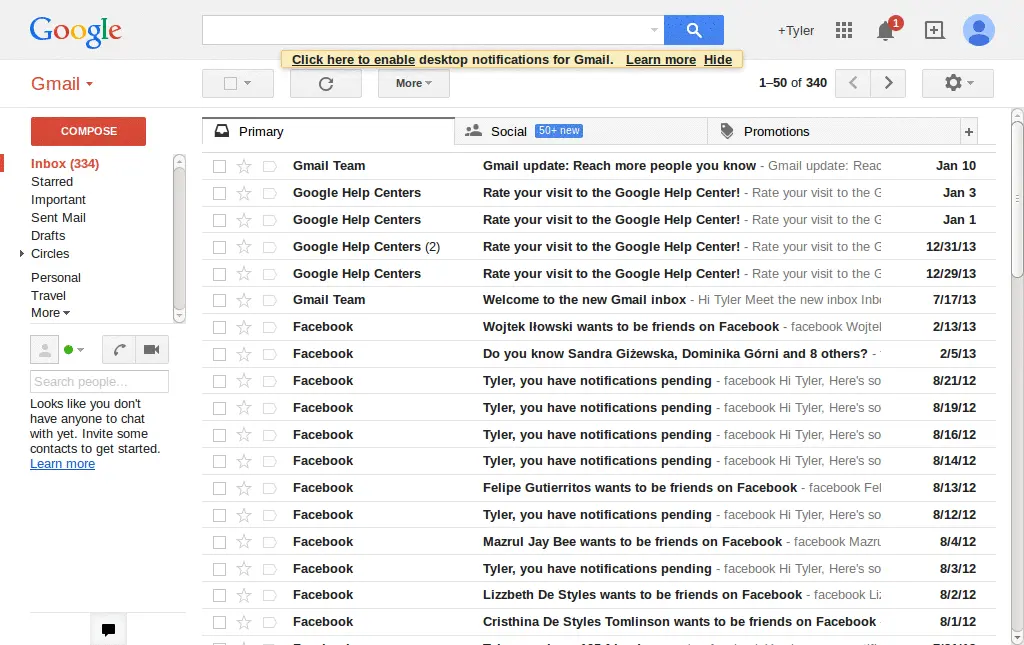 Google
+Tyler
1
Click here to enable desktop notifications for Gmail. Learn more Hide
Gmail
More
1–50 of 340
COMPOSE
Primary
Social 50+ new
Promotions
+
Inbox (334)
Starred
Important
Sent Mail
Drafts
Circles
Personal
Travel
More
Search people...
Looks like you don't
have anyone to chat
with yet. Invite some
contacts to get started.
Learn more
Gmail Team Gmail update: Reach more people you know - Gmail update: Reac Jan 10
Google Help Centers Rate your visit to the Google Help Center! - Rate your visit to the G Jan 3
Google Help Centers Rate your visit to the Google Help Center! - Rate your visit to the G Jan 1
Google Help Centers (2) Rate your visit to the Google Help Center! - Rate your visit to the G 12/31/13
Google Help Centers Rate your visit to the Google Help Center! - Rate your visit to the G 12/29/13
Gmail Team Welcome to the new Gmail inbox - Hi Tyler Meet the new inbox Inb 7/17/13
Facebook Wojtek Iłowski wants to be friends on Facebook - facebook Wojtek 2/13/13
Facebook Do you know Sandra Giżewska, Dominika Górni and 8 others? - 2/5/13
Facebook Tyler, you have notifications pending - facebook Hi Tyler, Here's so 8/21/12
Facebook Tyler, you have notifications pending - facebook Hi Tyler, Here's so 8/19/12
Facebook Tyler, you have notifications pending - facebook Hi Tyler, Here's so 8/16/12
Facebook Tyler, you have notifications pending - facebook Hi Tyler, Here's so 8/14/12
Facebook Felipe Gutierritos wants to be friends on Facebook - facebook Fel 8/13/12
Facebook Tyler, you have notifications pending - facebook Hi Tyler, Here's so 8/12/12
Facebook Mazrul Jay Bee wants to be friends on Facebook - facebook Mazru 8/4/12
Facebook Tyler, you have notifications pending - facebook Hi Tyler, Here's so 8/3/12
Facebook Lizzbeth De Styles wants to be friends on Facebook - facebook Liz 8/2/12
Facebook Cristhina De Styles Tomlinson wants to be friends on Facebook 8/1/12